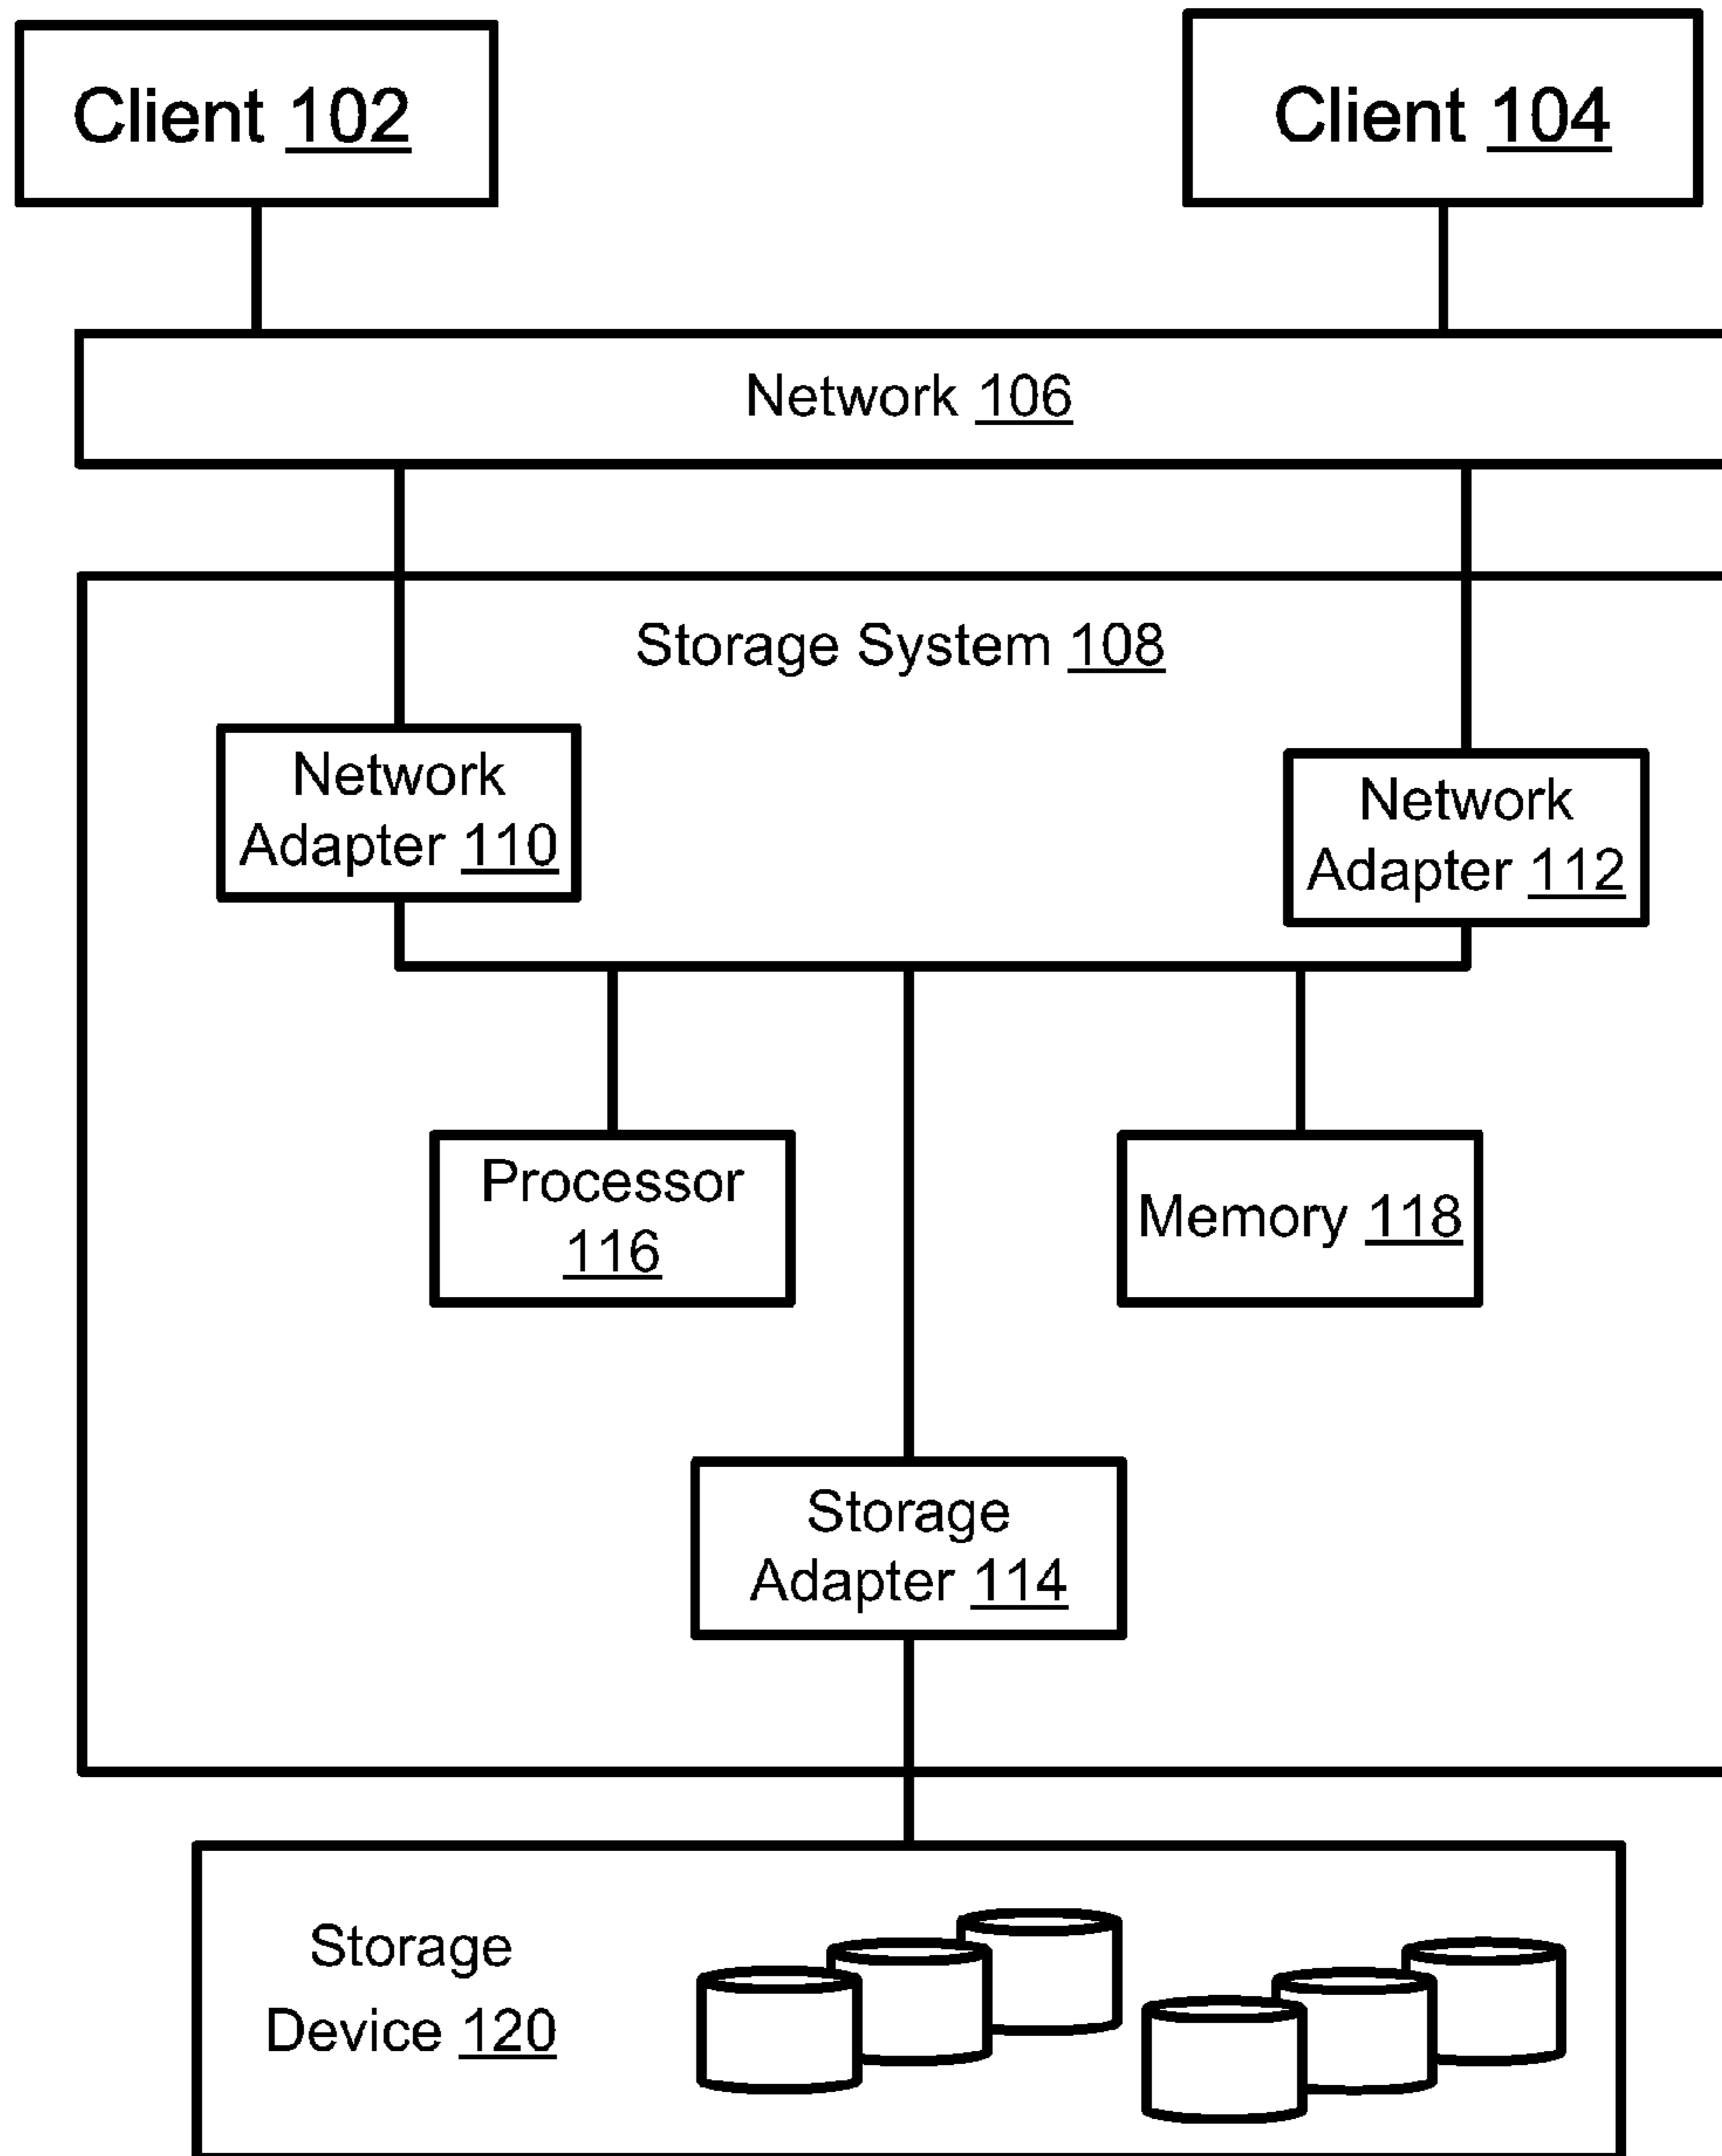 Client 102
Client 104
Network 106
Storage System 108
Network
Adapter 110
Network
Adapter 112
Processor
116
Memory 118
Storage
Adapter 114
Storage
Device 120